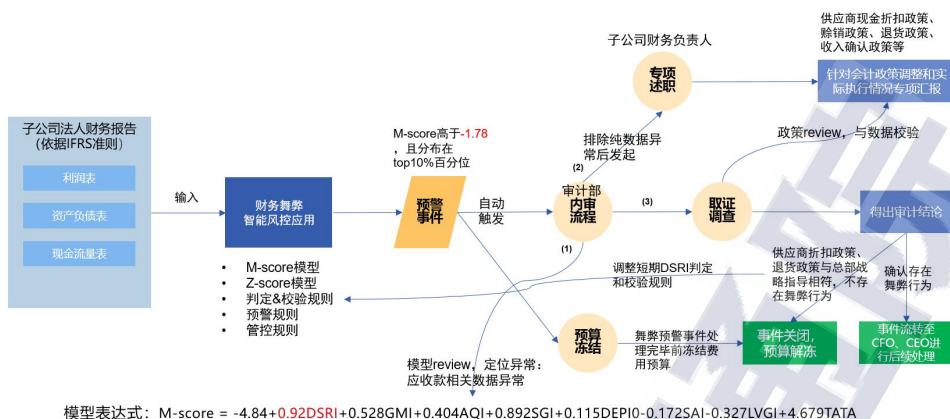 供应商现金折扣政策、
赊销政策、退货政策、
收入确认政策等
子公司财务负责人
专项
述职
针对会计政策调整和实
际执行情况专项汇报
子公司法人财务报告
（依据IFRS准则）
利润表
资产负债表
现金流量表
输入
财务舞弊
智能风控应用
M-score高于-1.78
，且分布在
top10%百分位
预警
事件
自动
触发
排除纯数据异
常后发起
(2)
审计部
内审
流程
(3)
(1)
政策review，与数据校验
取证
调查
得出审计结论
• M-score模型
• Z-score模型
• 判定&校验规则
• 预警规则
• 管控规则
调整短期DSRI判定
和校验规则
供应商折扣政策、
退货政策与总部战
略指导相符，不存
在舞弊行为
确认存在
舞弊行为
预算
冻结
舞弊预警事件处
理完毕前冻结费
用预算
事件关闭，
预算解冻
事件流转至
CFO、CEO进
行后续处理
模型review，定位异常：
应收款相关数据异常
模型表达式：M-score = -4.84+0.92DSRI+0.528GMI+0.404AQI+0.892SGI+0.115DEPI0-0.172SAI-0.327LVGI+4.679TATA